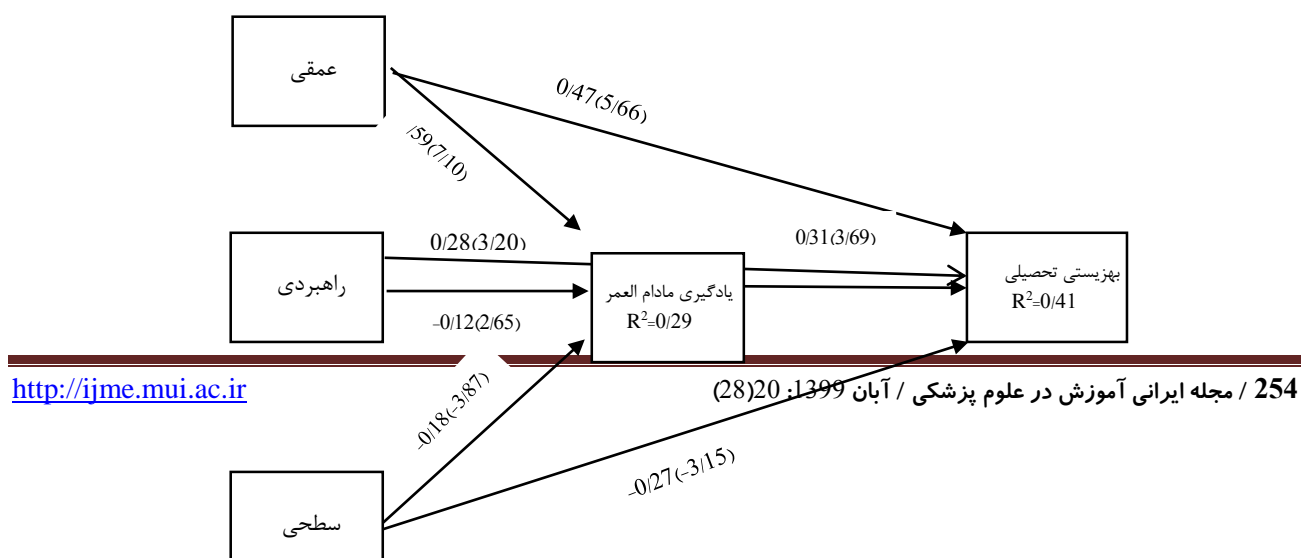 عمقی
0/47(5/66)
/59(7/10)
راهبردی
0/28(3/20)
0/31(3/69)
یادگیری مادام العمر
R²=0/29
بهزیستی تحصیلی
R²=0/41
-0/12(2/65)
http://ijme.mui.ac.ir
254 / مجله ایرانی آموزش در علوم پزشکی / آبان 1399؛ 20(28)
-0/18(-3/87)
-0/27(-3/15)
سطحی